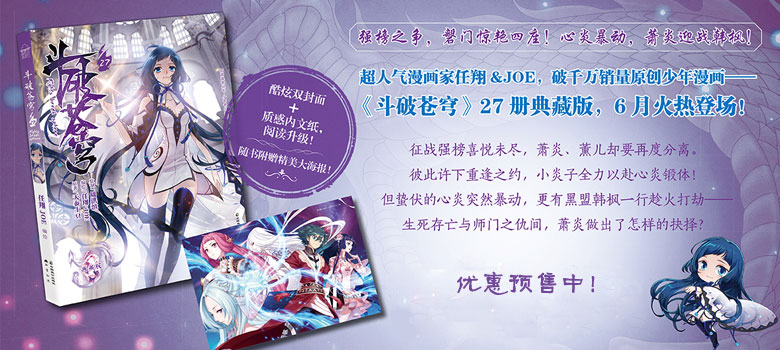 强榜之争，磐门惊艳四座！心炎暴动，萧炎迎战韩枫！
超人气漫画家任翔&JOE，破千万销量原创少年漫画——
《斗破苍穹》27册典藏版，6月火热登场！
征战强榜喜悦未尽，萧炎、薰儿却要再度分离。
彼此许下重逢之约，小炎子全力以赴心炎锻体！
但蛰伏的心炎突然暴动，更有黑盟韩枫一行趁火打劫——
生死存亡与师门之仇间，萧炎做出了怎样的抉择？
优惠预售中！
酷炫双封面
+
质感内文纸，
阅读升级！
随书附赠精美大海报！
斗破苍穹
27
斗破苍穹
任翔 JOE